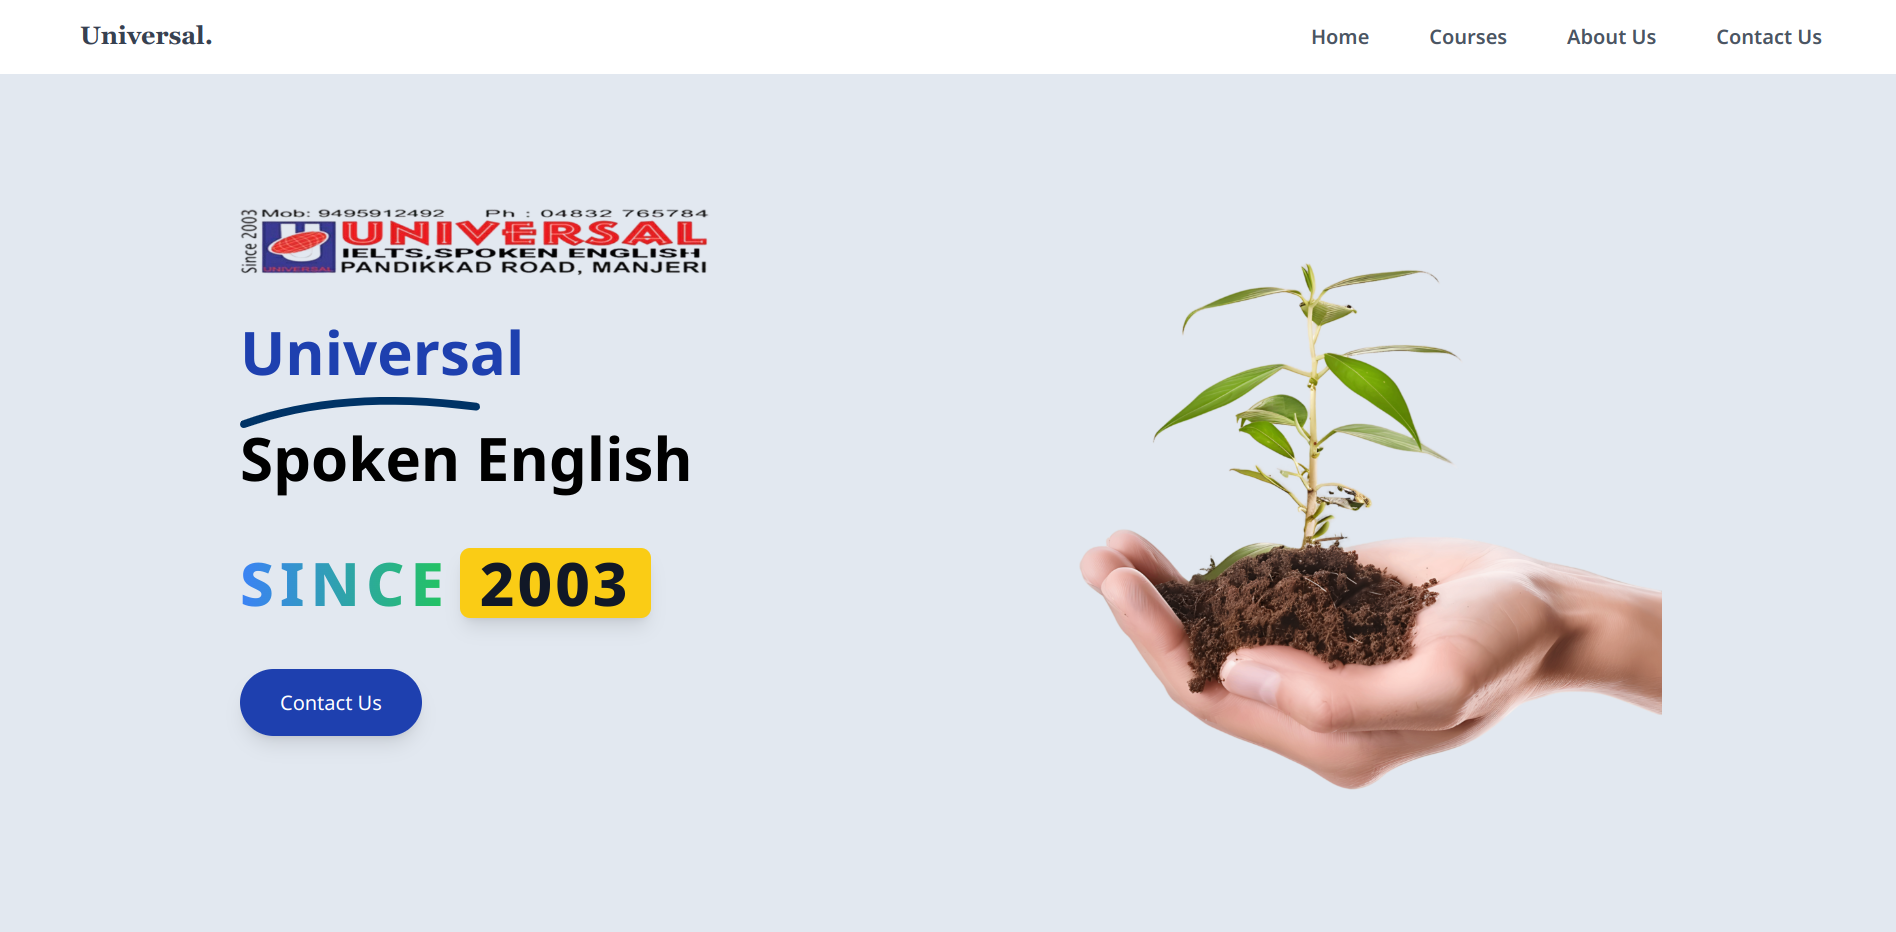 Universal.
Home Courses About Us Contact Us
Since 2003
Mob: 9495912492 Ph : 04832 765784
UNIVERSAL
IELTS,SPOKEN ENGLISH
UNIVERSAL
PANDIKKAD ROAD, MANJERI
Universal
Spoken English
SINCE 2003
Contact Us